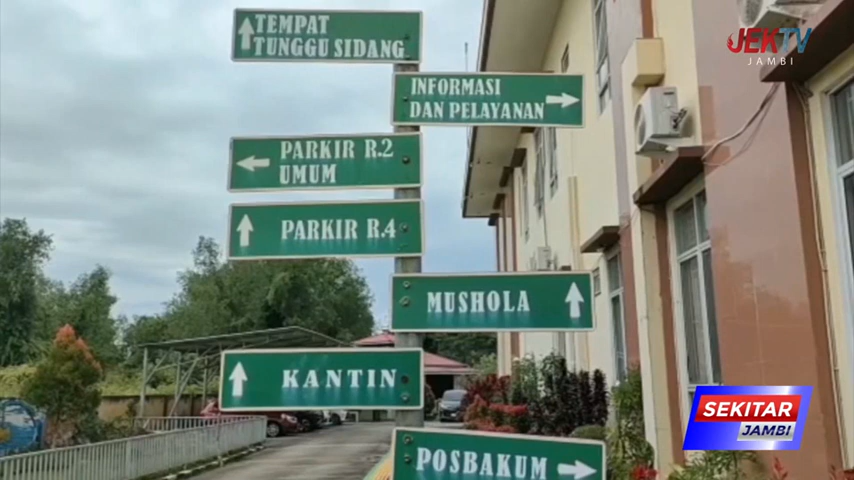 TEMPAT
TUNGGU SIDANG
JEKTV
JAMBI
INFORMASI
DAN PELAYANAN
PARKIR R.2
UMUM
PARKIR R.4
MUSHOLA
KANTIN
SEKITAR
JAMBI
POSBAKUM